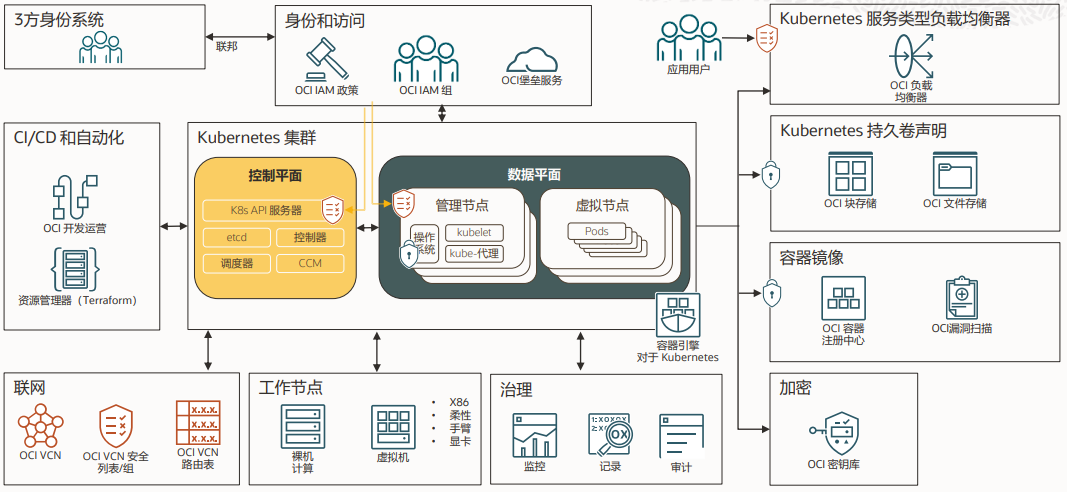 3方身份系统
联邦
身份和访问
OCI IAM 政策
OCI IAM 组
OCI堡垒服务
应用用户
Kubernetes 服务类型负载均衡器
OCI 负载
均衡器
CI/CD 和自动化
OCI 开发运营
资源管理器（Terraform）
Kubernetes 集群
控制平面
K8s API 服务器
etcd
控制器
调度器
CCM
数据平面
管理节点
操作
系统
kubelet
kube-代理
虚拟节点
Pods
容器引擎
对于 Kubernetes
Kubernetes 持久卷声明
OCI 块存储
OCI 文件存储
容器镜像
OCI 容器
注册中心
OCI漏洞扫描
联网
OCI VCN
OCI VCN 安全
列表/组
x.x.x.
x.x.x.
x.x.x.
OCI VCN
路由表
工作节点
裸机
计算
虚拟机
• X86
• 柔性
• 手臂
• 显卡
治理
监控
OX
记录
审计
加密
OCI 密钥库